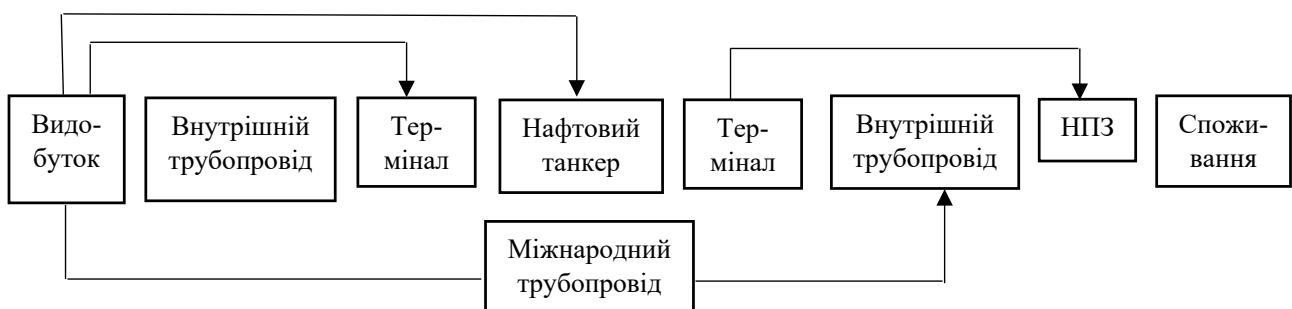 Видо-
буток
Внутрішній
трубопровід
Тер-
мінал
Нафтовий
танкер
Тер-
мінал
Внутрішній
трубопровід
НПЗ
Спожи-
вання
Міжнародний
трубопровід